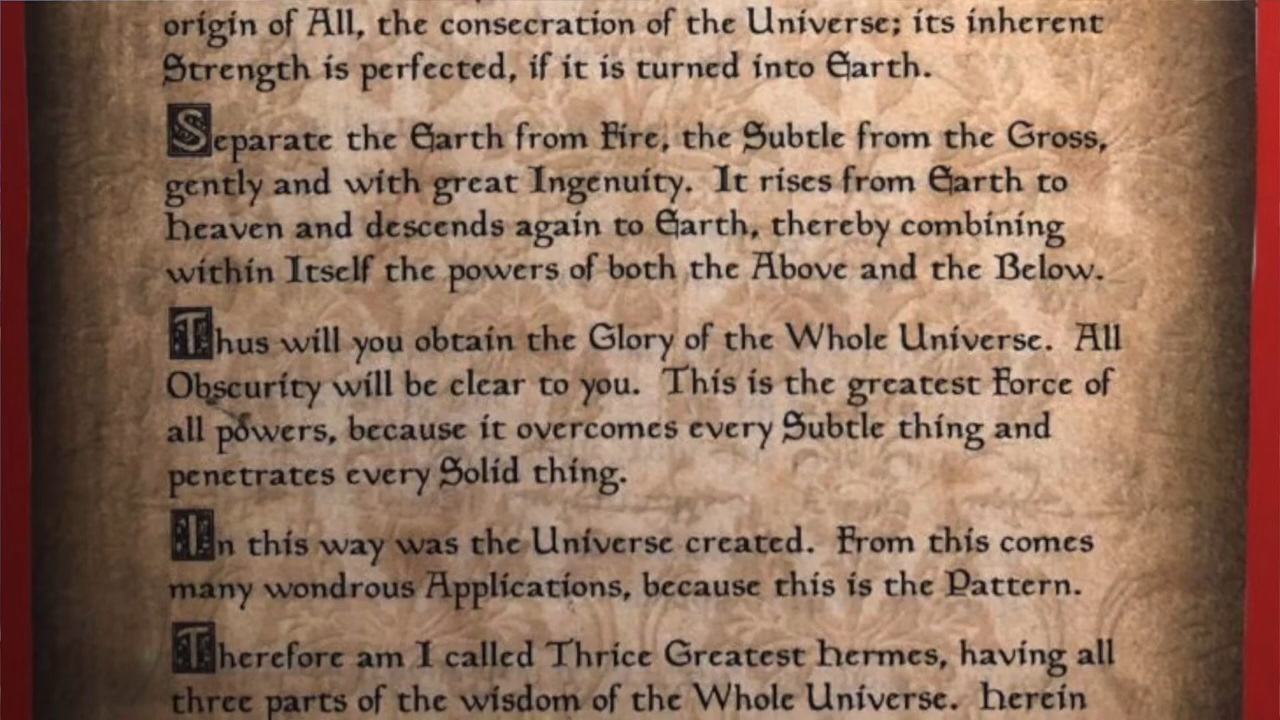 origin of All, the consecration of the Universe; its inherent
Strength is perfected, if it is turned into Earth.
Separate the Earth from Fire, the Subtle from the Gross,
gently and with great Ingenuity. It rises from Earth to
heaven and descends again to Earth, thereby combining
within Itself the powers of both the Above and the Below.
Thus will you obtain the Glory of the Whole Universe. All
Obscurity will be clear to you. This is the greatest Force of
all powers, because it overcomes every Subtle thing and
penetrates every Solid thing.
In this way was the Universe created. From this comes
many wondrous Applications, because this is the Pattern.
Therefore am I called Thrice Greatest Hermes, having all
three parts of the wisdom of the Whole Universe. Herein